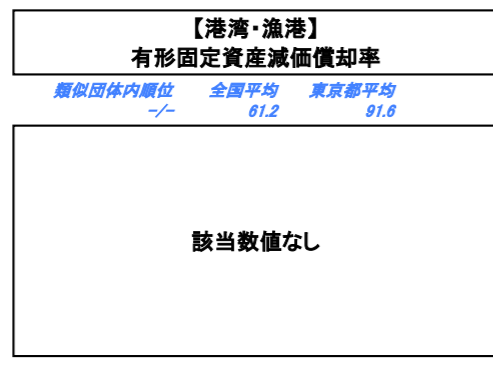 【港湾・漁港】
有形固定資産減価償却率
類似団体内順位 全国平均 東京都平均
-/- 61.2 91.6
該当数値なし